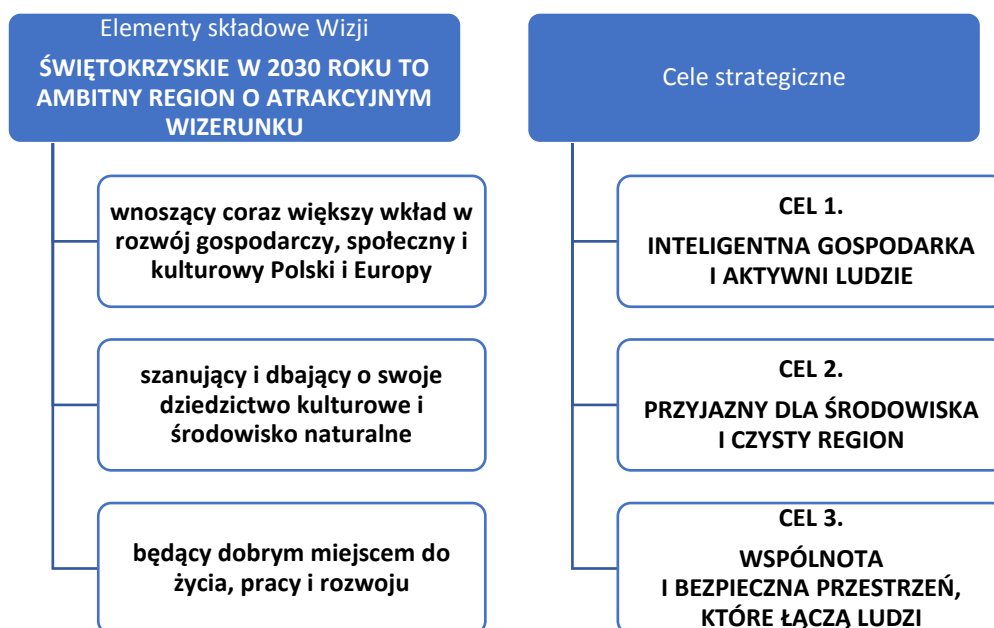 Elementy składowe Wizji
ŚWIĘTOKRZYSKIE W 2030 ROKU TO
AMBITNY REGION O ATRAKCYJNYM
WIZERUNKU
wnoszący coraz większy wkład w
rozwój gospodarczy, społeczny i
kulturowy Polski i Europy
szanujący i dbający o swoje
dziedzictwo kulturowe i
środowisko naturalne
będący dobrym miejscem do
życia, pracy i rozwoju
Cele strategiczne
CEL 1.
INTELIGENTNA GOSPODARKA
I AKTYWNI LUDZIE
CEL 2.
PRZYJAZNY DLA ŚRODOWISKA
I CZYSTY REGION
CEL 3.
WSPÓLNOTA
I BEZPIECZNA PRZESTRZEŃ,
KTÓRE ŁĄCZĄ LUDZI